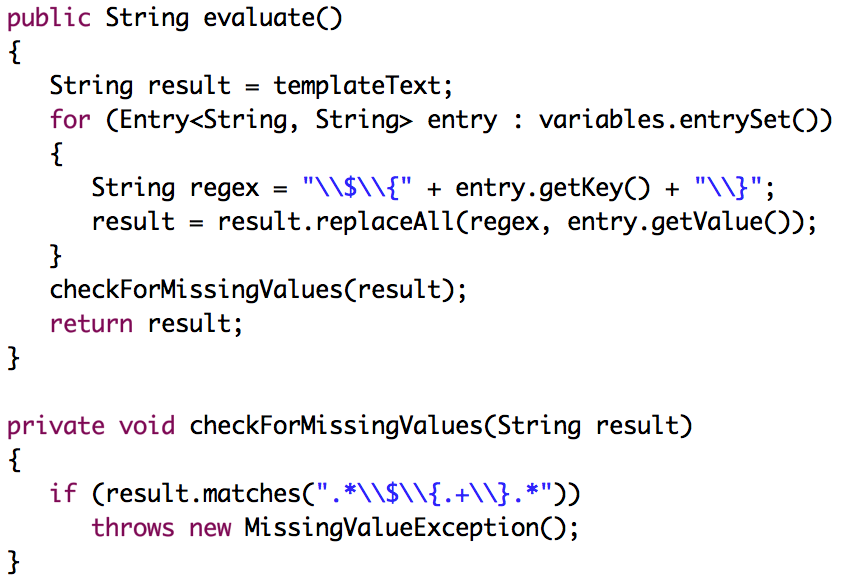 public String evaluate()
{
   String result = templateText;
   for (Entry<String, String> entry : variables.entrySet())
   {
      String regex = "\\$\\{" + entry.getKey() + "\\}";
      result = result.replaceAll(regex, entry.getValue());
   }
   checkForMissingValues(result);
   return result;
}

private void checkForMissingValues(String result)
{
   if (result.matches(".*\\$\\{.+\\}.*"))
      throws new MissingValueException();
}